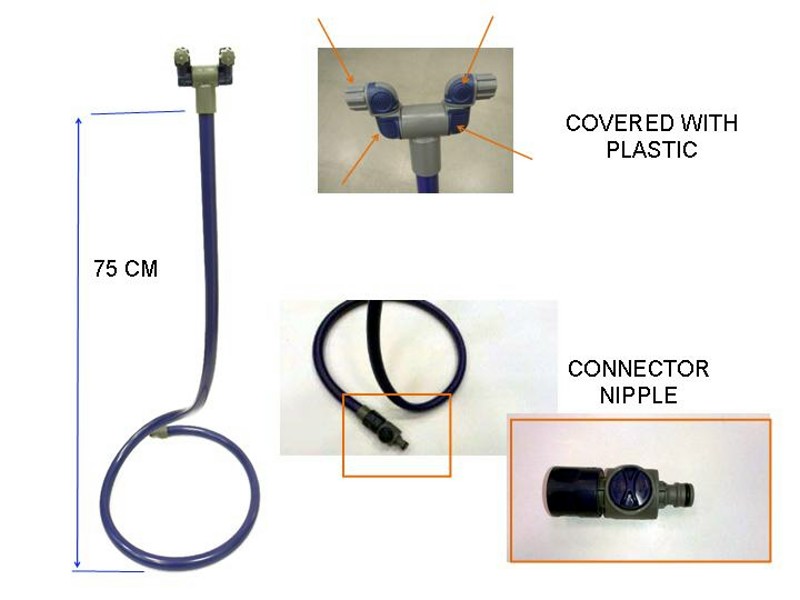 COVERED WITH
PLASTIC
75 CM
CONNECTOR
NIPPLE